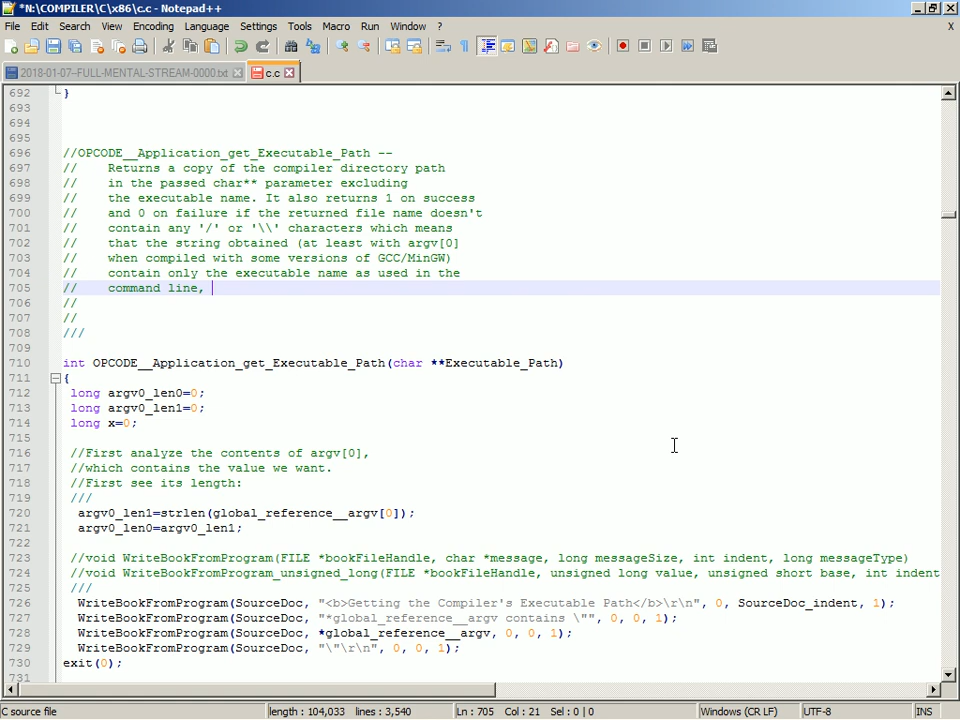 *N:\COMPILER\C\x86\c.c - Notepad++
File Edit Search View Encoding Language Settings Tools Macro Run Window ? X
2018-01-07--FULL-MENTAL-STREAM-0000.txt c.c
692 }
693
694
695
696 //OPCODE__Application_get_Executable_Path --
697 // Returns a copy of the compiler directory path
698 // in the passed char** parameter excluding
699 // the executable name. It also returns 1 on success
700 // and 0 on failure if the returned file name doesn't
701 // contain any '/' or '\\' characters which means
702 // that the string obtained (at least with argv[0]
703 // when compiled with some versions of GCC/MinGW)
704 // contain only the executable name as used in the
705 // command line,
706 //
707 //
708 ///
709
710 int OPCODE__Application_get_Executable_Path(char **Executable_Path)
711 {
712 long argv0_len0=0;
713 long argv0_len1=0;
714 long x=0;
715
716 //First analyze the contents of argv[0],
717 //which contains the value we want.
718 //First see its length:
719 ///
720 argv0_len1=strlen(global_reference__argv[0]);
721 argv0_len0=argv0_len1;
722
723 //void WriteBookFromProgram(FILE *bookFileHandle, char *message, long messageSize, int indent, long messageType)
724 //void WriteBookFromProgram_unsigned_long(FILE *bookFileHandle, unsigned long value, unsigned short base, int indent
725 ///
726 WriteBookFromProgram(SourceDoc, "<b>Getting the Compiler's Executable Path</b>\r\n", 0, SourceDoc_indent, 1);
727 WriteBookFromProgram(SourceDoc, "*global_reference__argv contains \"", 0, 0, 1);
728 WriteBookFromProgram(SourceDoc, *global_reference__argv, 0, 0, 1);
729 WriteBookFromProgram(SourceDoc, "\"\r\n", 0, 0, 1);
730 exit(0);
731
C source file length : 104,033 lines : 3,540 Ln : 705 Col : 21 Sel : 0 | 0 Windows (CR LF) UTF-8 INS